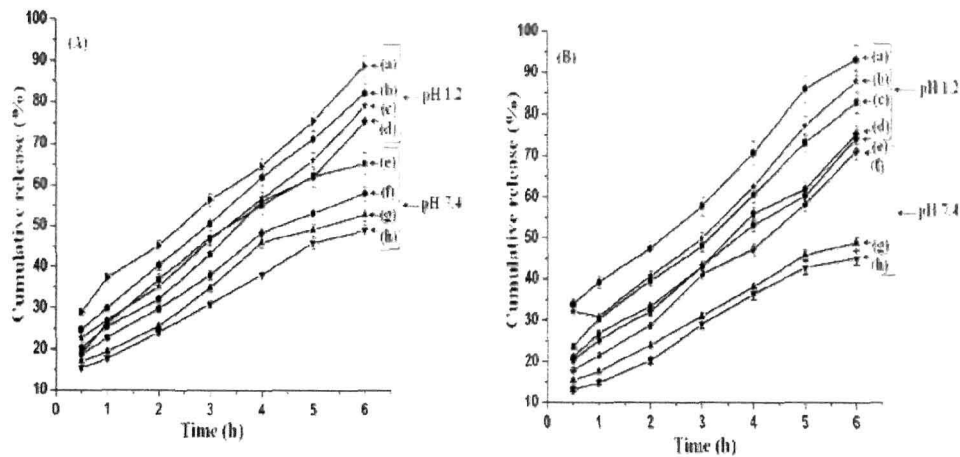 (A)
100
90
80
70
60
50
40
30
20
10
Cumulative release (%)
0 1 2 3 4 5 6
Time (h)
(a)
(b)
(c)
(d)
(e)
(f)
(g)
(h)
pH 1.2
pH 7.4
(B)
100
90
80
70
60
50
40
30
20
10
Cumulative release (%)
0 1 2 3 4 5 6
Time (h)
(a)
(b)
(c)
(d)
(e)
(f)
(g)
(h)
pH 1.2
pH 7.4